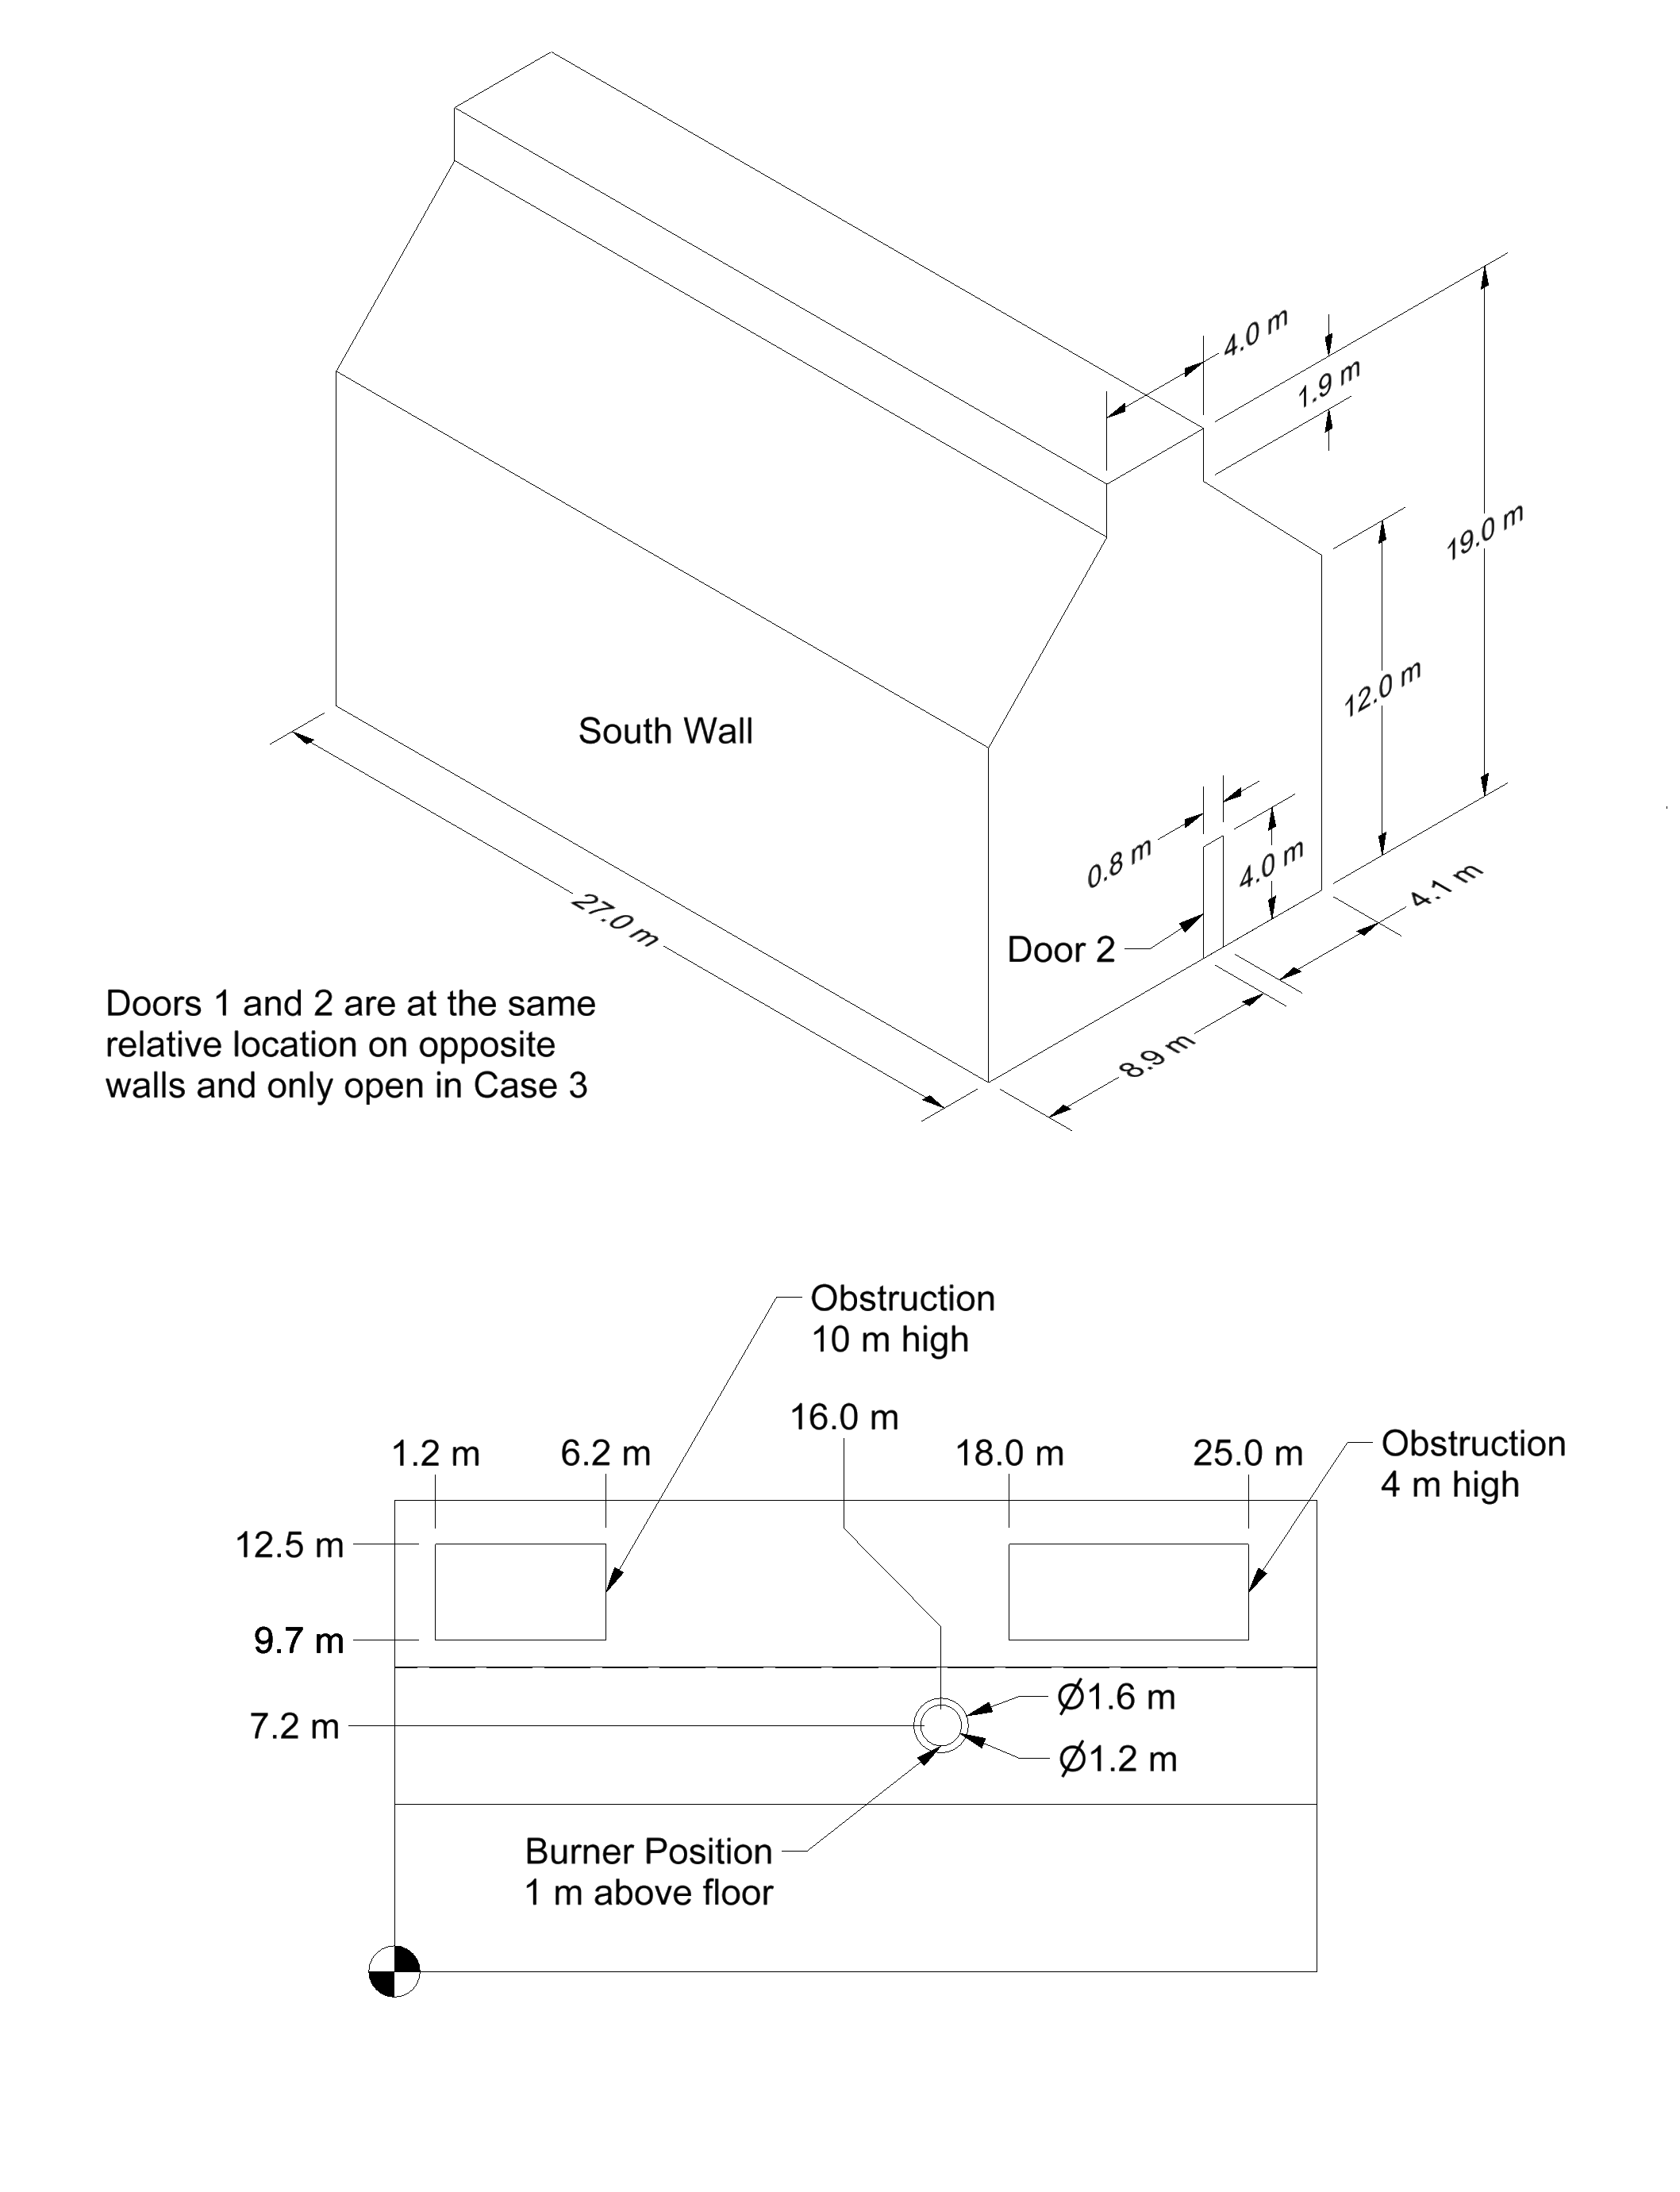 4.0 m
1.9 m
19.0 m
12.0 m
South Wall
0.8 m
4.0 m
4.1 m
27.0 m
Door 2
8.9 m
Doors 1 and 2 are at the same
relative location on opposite
walls and only open in Case 3
Obstruction
10 m high
16.0 m
1.2 m
6.2 m
18.0 m
25.0 m
Obstruction
4 m high
12.5 m
9.7 m
Ø1.6 m
7.2 m
Ø1.2 m
Burner Position
1 m above floor